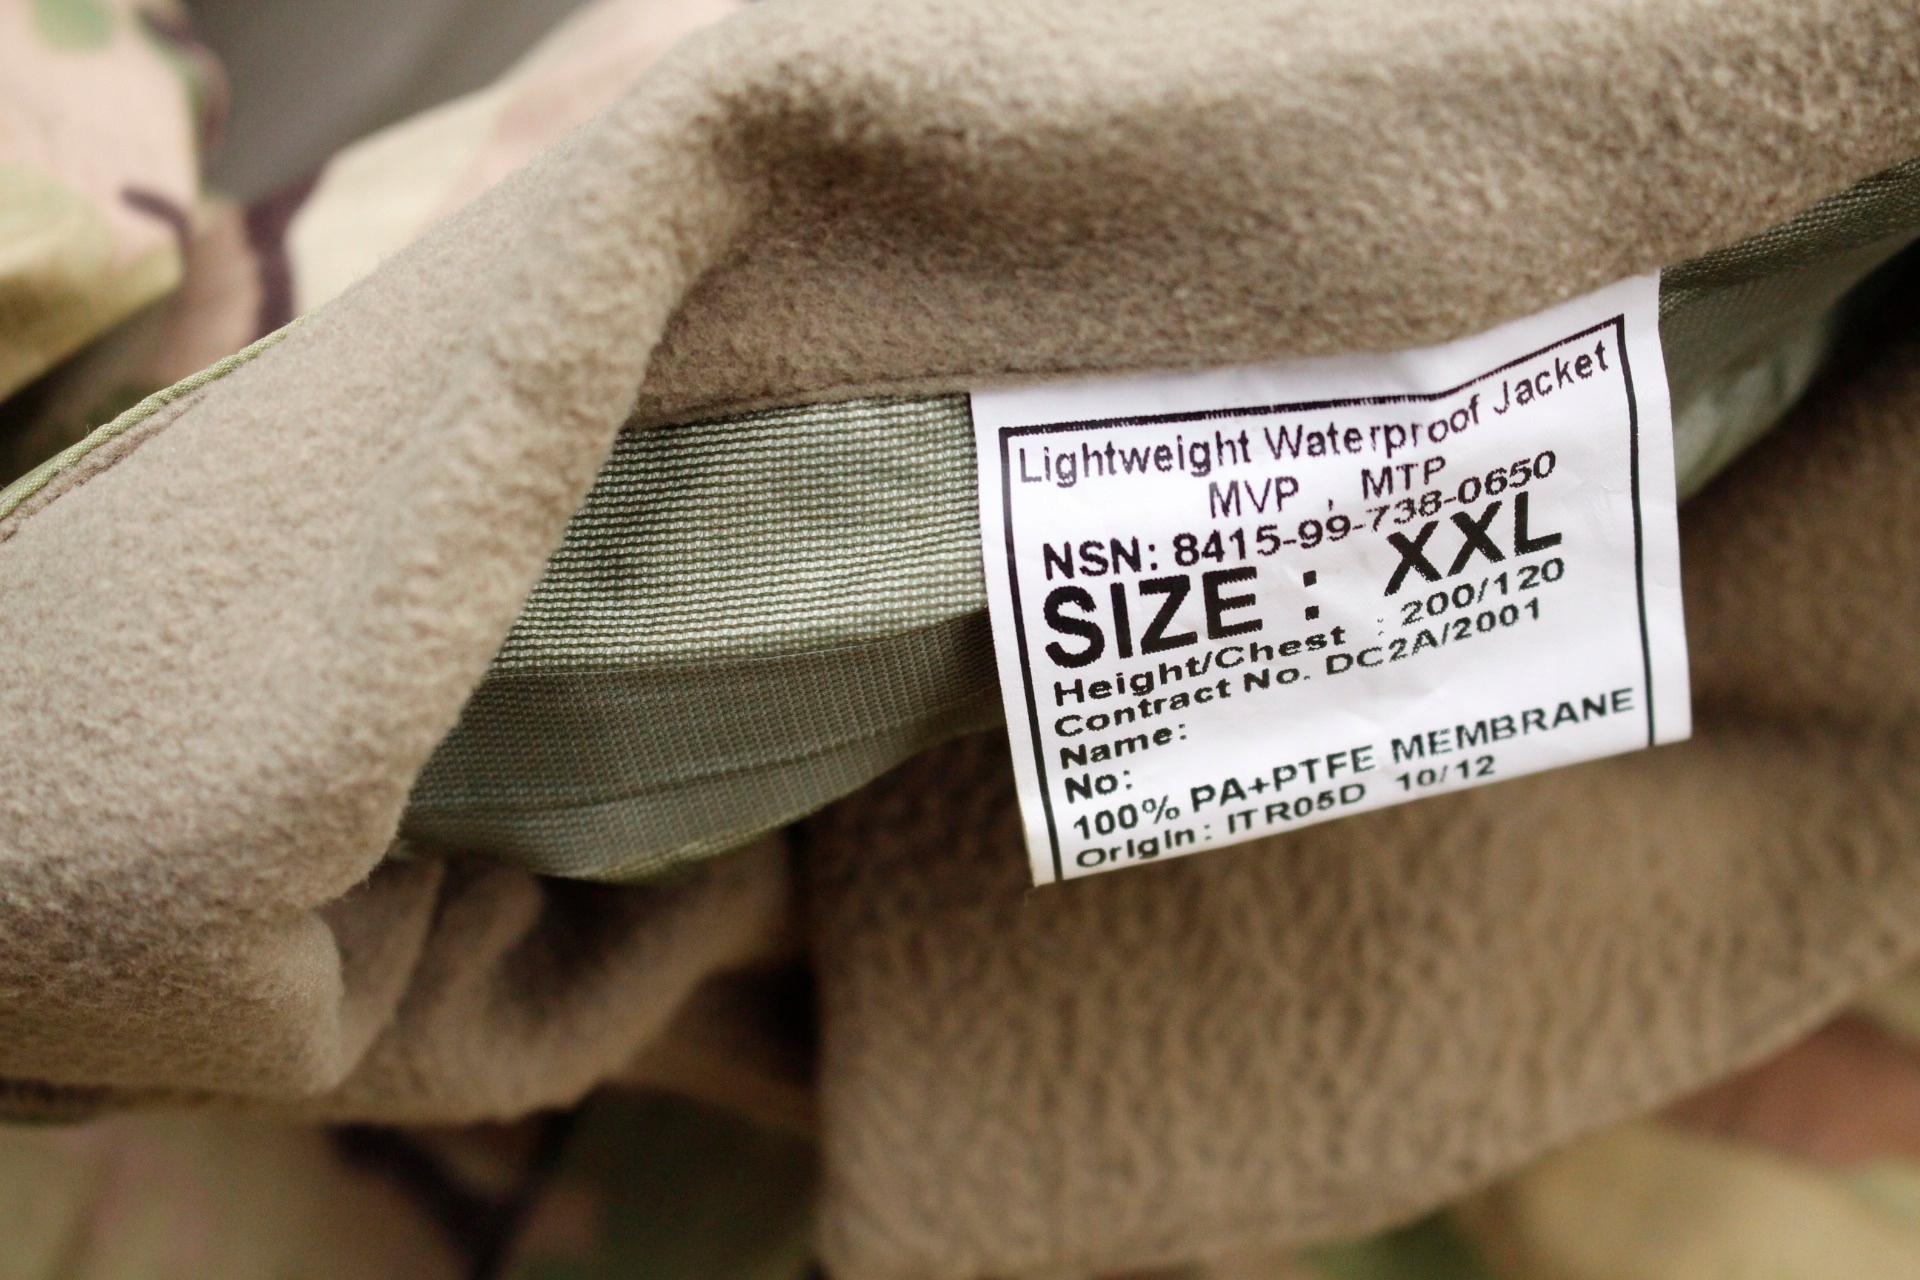 Lightweight Waterproof Jacket
MVP , MTP
NSN: 8415-99-738-0650
SIZE : XXL
Height/Chest : 200/120
Contract No. DC2A/2001
Name:
No:
100% PA+PTFE MEMBRANE
Origin: ITR05D 10/12